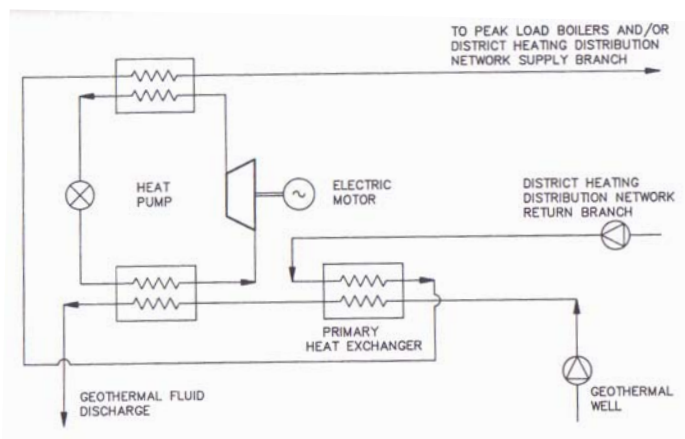 TO PEAK LOAD BOILERS AND/OR
DISTRICT HEATING DISTRIBUTION
NETWORK SUPPLY BRANCH
HEAT
PUMP
ELECTRIC
MOTOR
DISTRICT HEATING
DISTRIBUTION NETWORK
RETURN BRANCH
PRIMARY
HEAT EXCHANGER
GEOTHERMAL FLUID
DISCHARGE
GEOTHERMAL
WELL